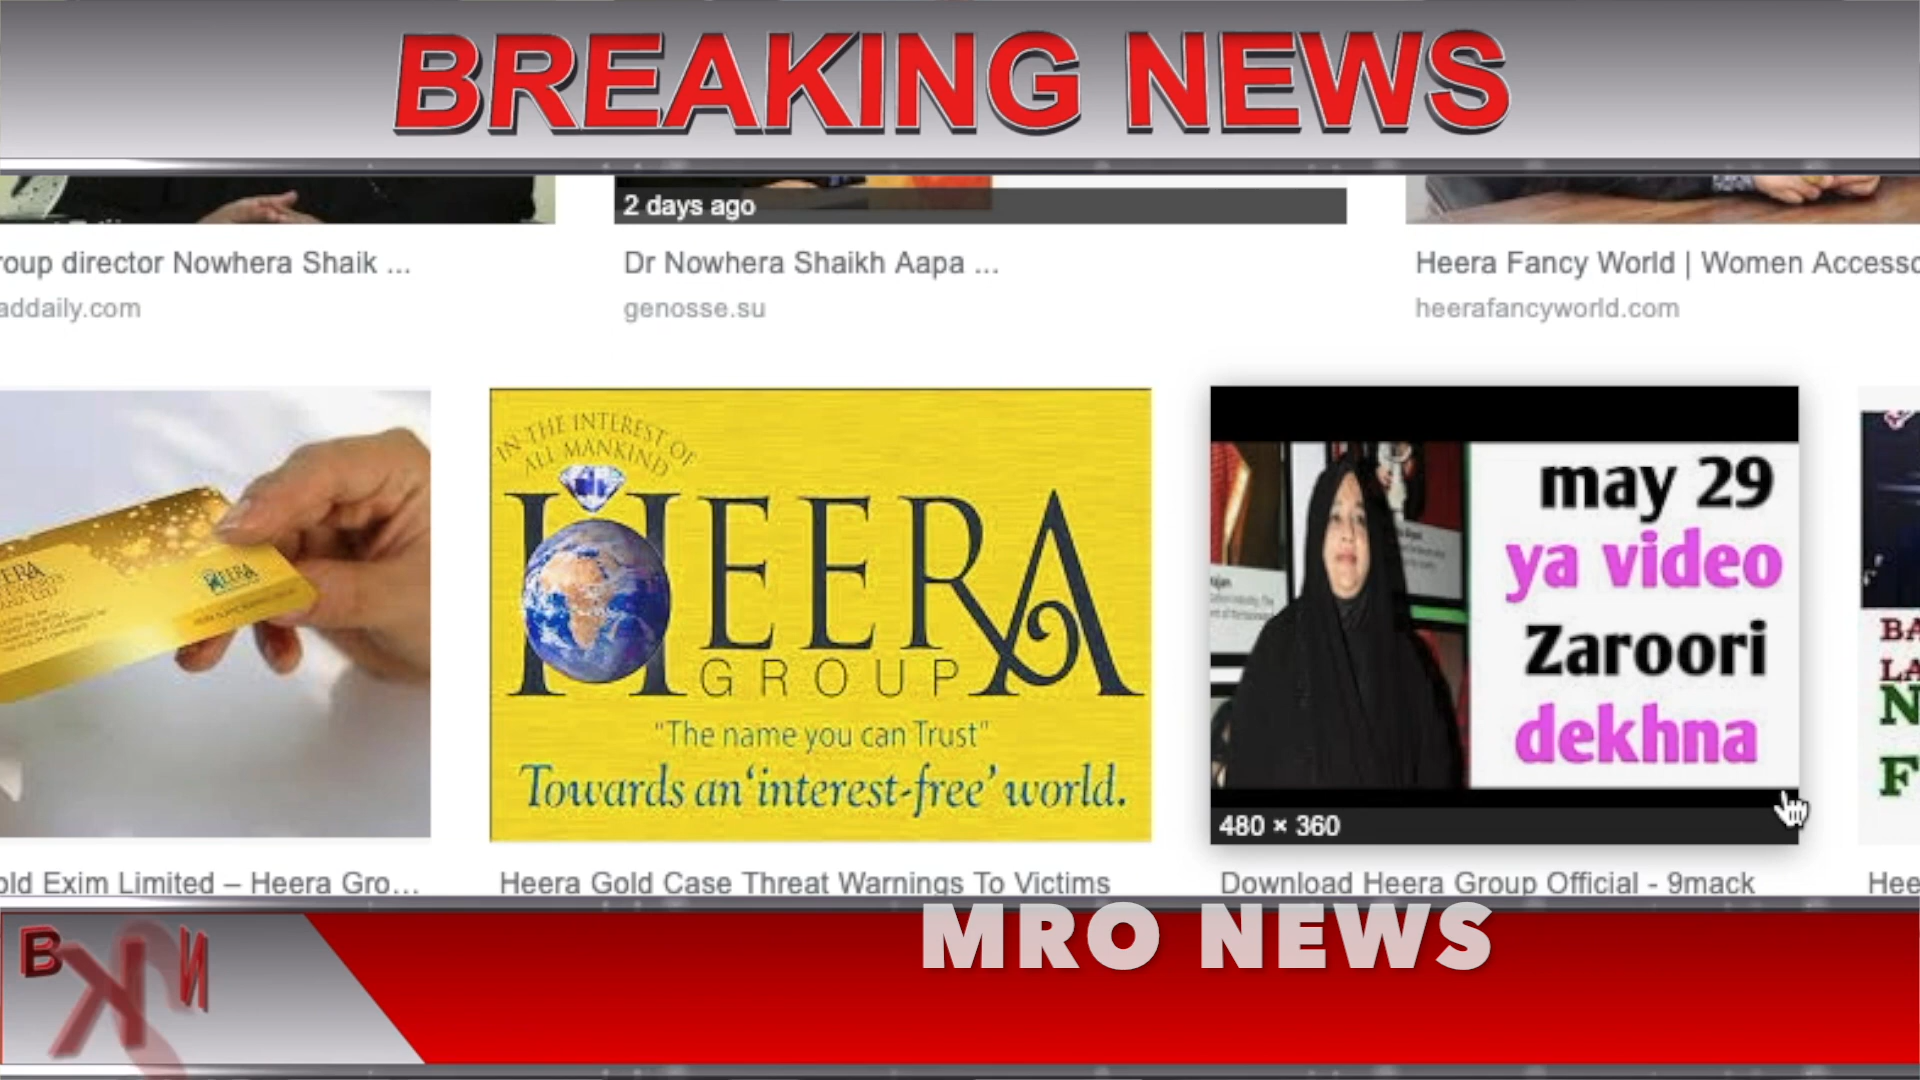 BREAKING NEWS
2 days ago
roup director Nowhera Shaik ...
addaily.com
Dr Nowhera Shaikh Aapa ...
genosse.su
Heera Fancy World | Women Accesso
heerafancyworld.com
IN THE INTEREST OF
ALL MANKIND
HEERA
GROUP
"The name you can Trust"
Towards an 'interest-free' world.
HEERA
may 29
ya video
Zaroori
dekhna
480 × 360
BA
LA
N
F
old Exim Limited – Heera Gro...
Heera Gold Case Threat Warnings To Victims
Download Heera Group Official - 9mack
Hee
MRO NEWS
B K N